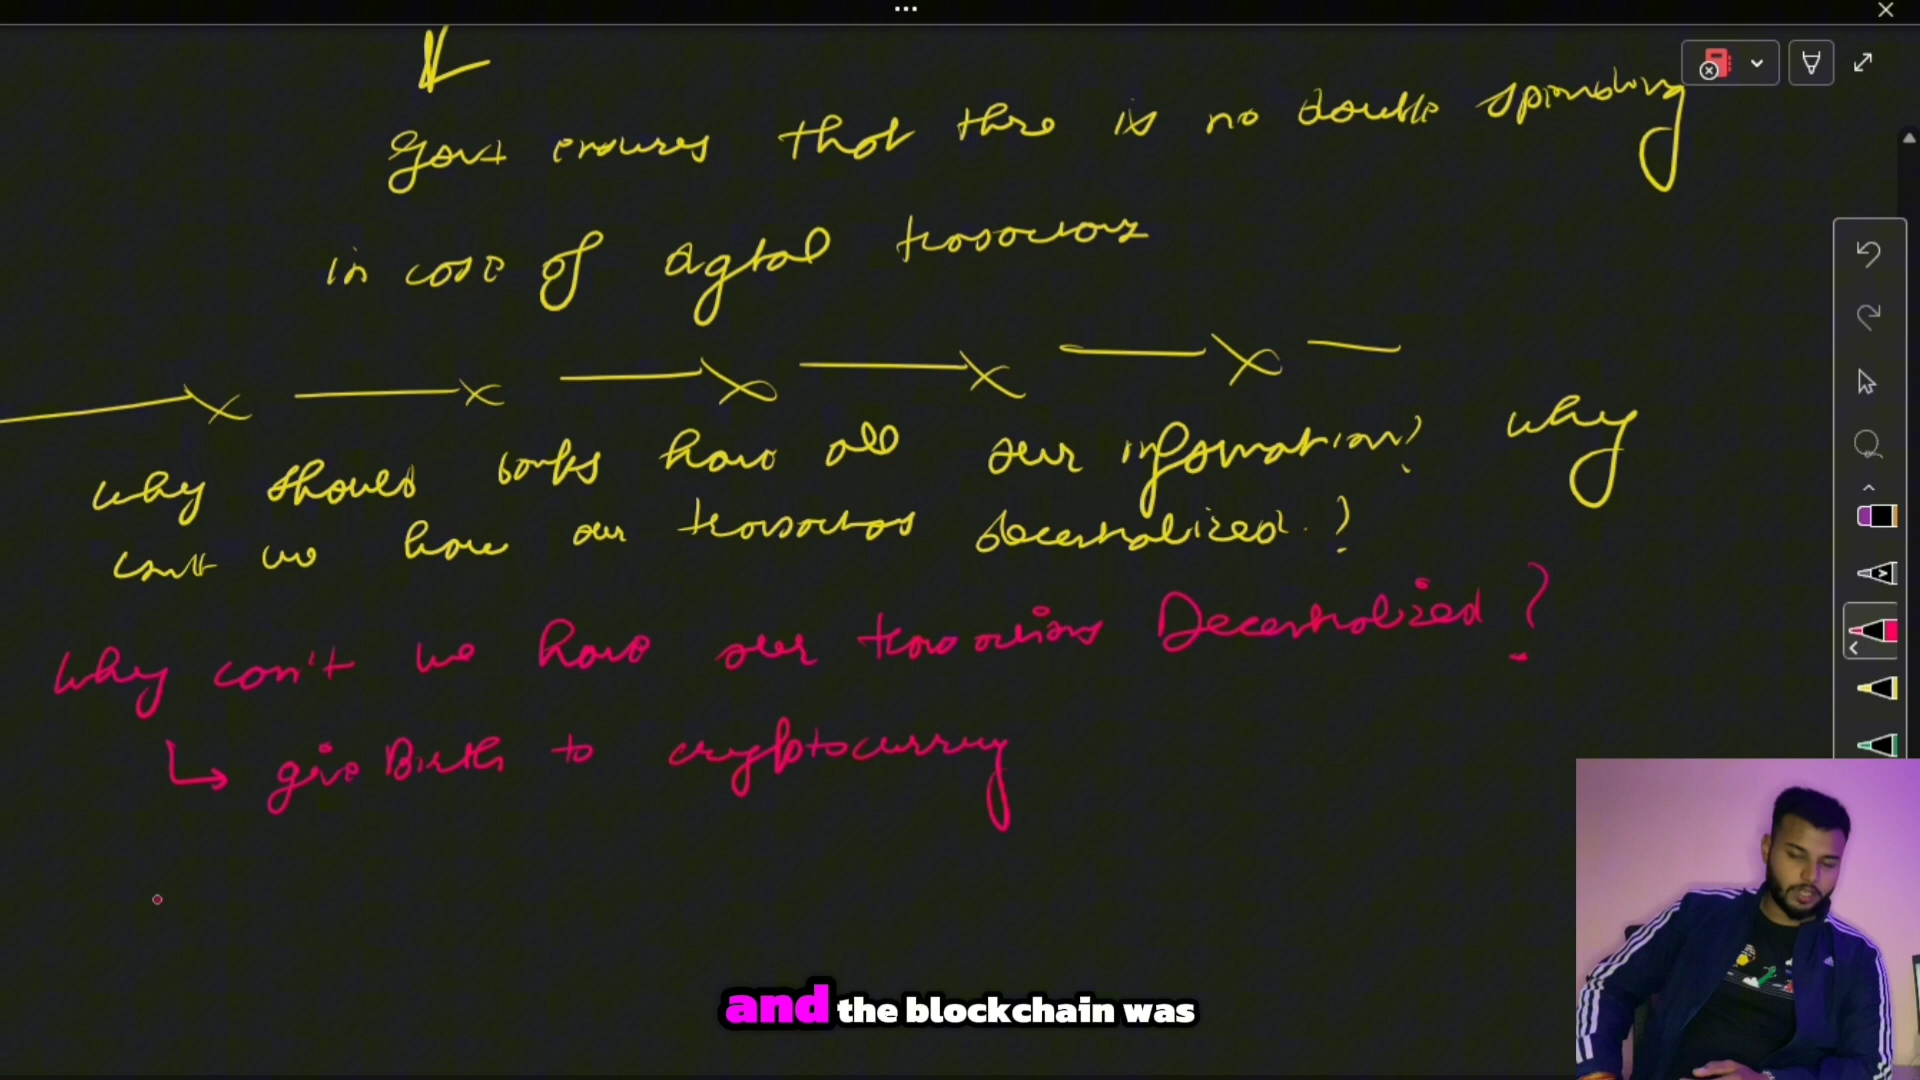 Govt ensures that there is no double spending
in case of digital transactions
why should banks have all our information? why
can't we have our transactions decentralized.?
Why can't we have our transactions Decentralized?
give Birth to cryptocurrency
and the blockchain was